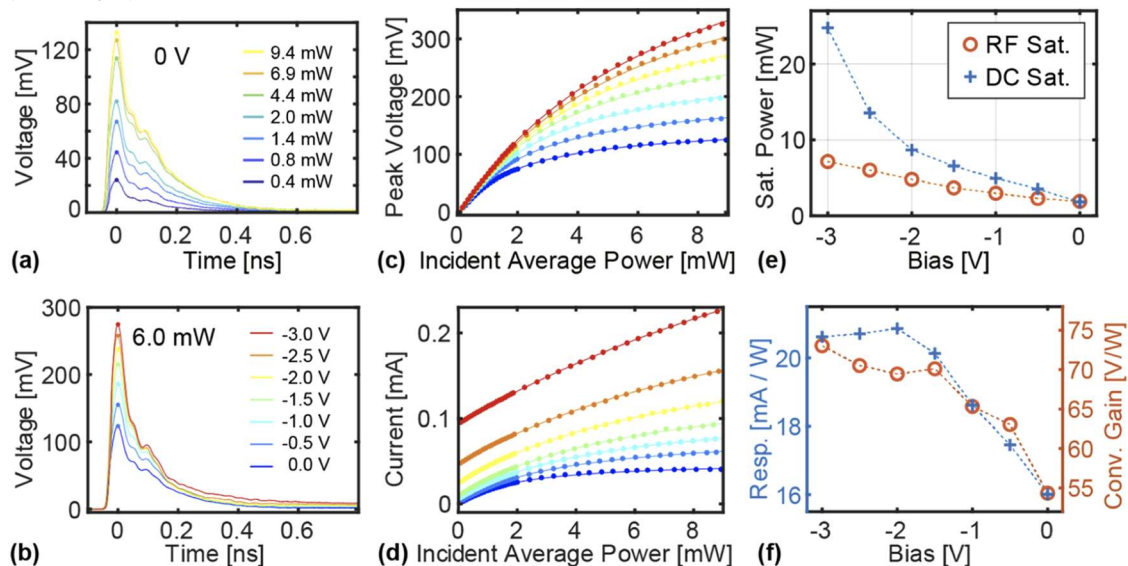 120
80
40
0
Voltage [mV]
0 V
9.4 mW
6.9 mW
4.4 mW
2.0 mW
1.4 mW
0.8 mW
0.4 mW
0 0.2 0.4 0.6
(a) Time [ns]
300
200
100
0
Voltage [mV]
6.0 mW
-3.0 V
-2.5 V
-2.0 V
-1.5 V
-1.0 V
-0.5 V
0.0 V
0 0.2 0.4 0.6
(b) Time [ns]
300
200
100
0
Peak Voltage [mV]
0 2 4 6 8
(c) Incident Average Power [mW]
0.2
0.1
0
Current [mA]
0 2 4 6 8
(d) Incident Average Power [mW]
20
10
0
Sat. Power [mW]
RF Sat.
DC Sat.
-3 -2 -1 0
(e) Bias [V]
20
18
16
Resp. [mA / W]
75
70
65
60
55
Conv. Gain [V/W]
-3 -2 -1 0
(f) Bias [V]